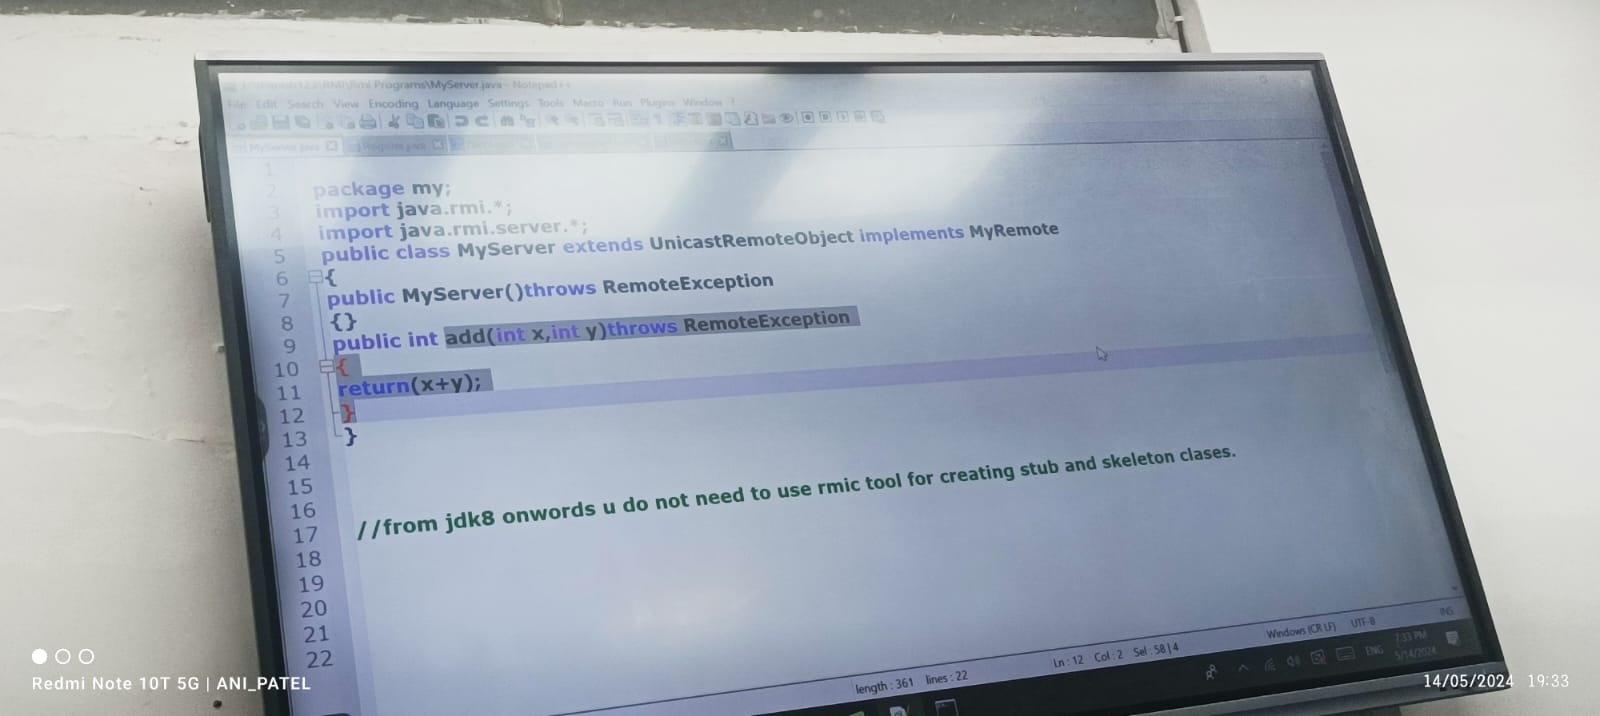 Programs\MyServer.java - Notepad++
File Edit Search View Encoding Language Settings Tools Macro Run Plugins Window ?
MyServer.java
1
2 package my;
3 import java.rmi.*;
4 import java.rmi.server.*;
5 public class MyServer extends UnicastRemoteObject implements MyRemote
6 {
7 public MyServer()throws RemoteException
8 {}
9 public int add(int x,int y)throws RemoteException
10 {
11 return(x+y);
12 }
13 }
14
15
16
17 //from jdk8 onwords u do not need to use rmic tool for creating stub and skeleton clases.
18
19
20
21
22
length : 361 lines : 22 Ln : 12 Col : 2 Sel : 58 | 4 Windows (CR LF) UTF-8 INS
ENG 7:33 PM
5/14/2024
Redmi Note 10T 5G | ANI_PATEL
14/05/2024 19:33